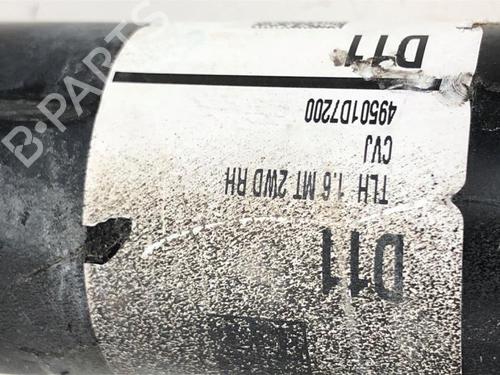 D11
49501D7200
CVJ
TLH 1.6 MT 2WD RH
D11
B-PARTS